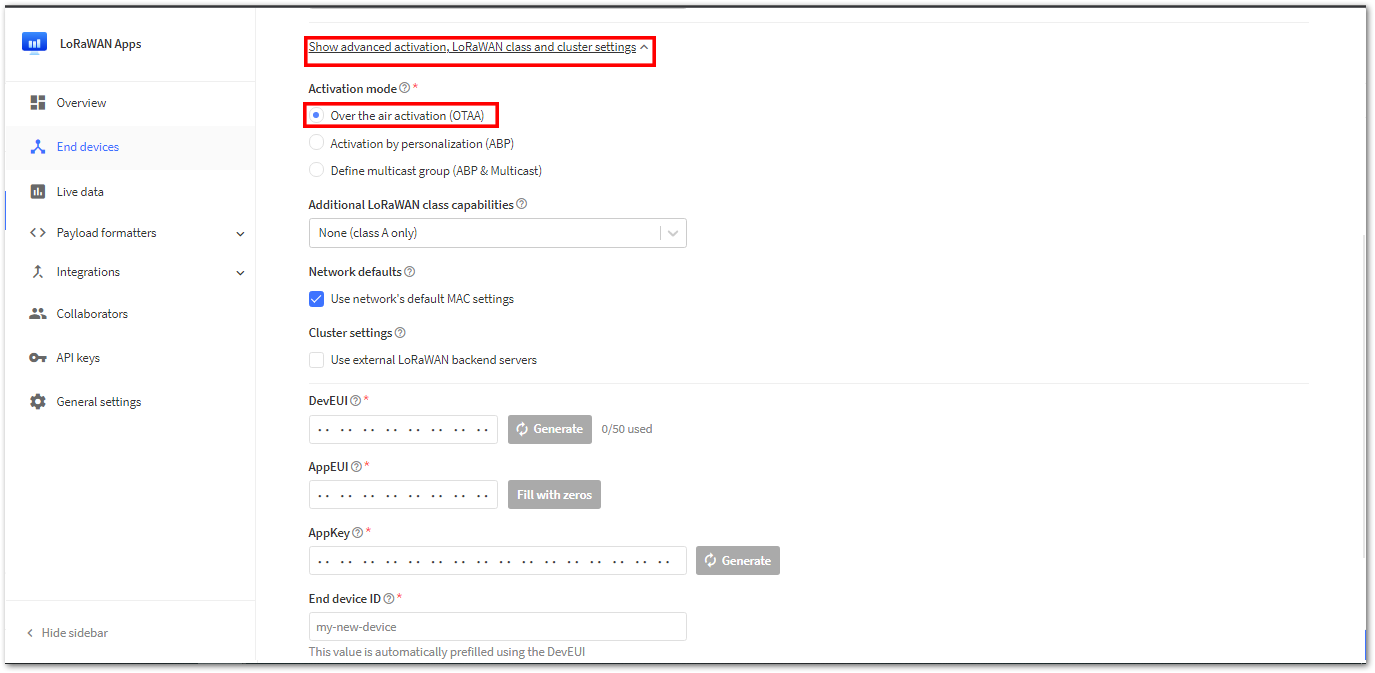 LoRaWAN Apps
Overview
End devices
Live data
Payload formatters
Integrations
Collaborators
API keys
General settings
Hide sidebar
Show advanced activation, LoRaWAN class and cluster settings
Activation mode *
Over the air activation (OTAA)
Activation by personalization (ABP)
Define multicast group (ABP & Multicast)
Additional LoRaWAN class capabilities
None (class A only)
Network defaults
Use network's default MAC settings
Cluster settings
Use external LoRaWAN backend servers
DevEUI *
·· ·· ·· ·· ·· ·· ·· ·· Generate 0/50 used
AppEUI *
·· ·· ·· ·· ·· ·· ·· ·· Fill with zeros
AppKey *
·· ·· ·· ·· ·· ·· ·· ·· ·· ·· ·· ·· ·· ·· ·· ·· Generate
End device ID *
my-new-device
This value is automatically prefilled using the DevEUI